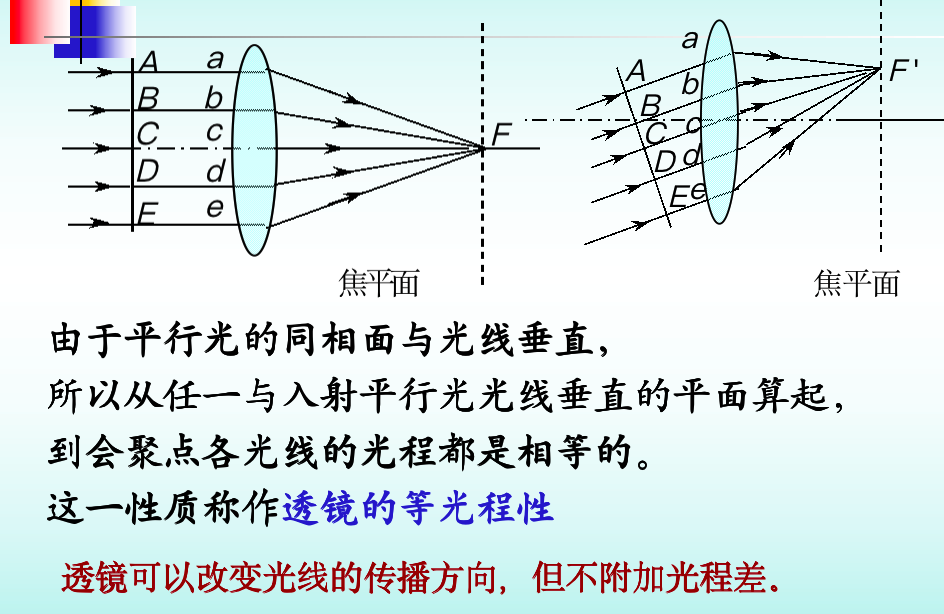 A a
B b
C c
D d
E e
F
焦平面
a
A
b
B
c
C
d
D
e
E
F'
焦平面
由于平行光的同相面与光线垂直，
所以从任一与入射平行光光线垂直的平面算起，
到会聚点各光线的光程都是相等的。
这一性质称作透镜的等光程性
透镜可以改变光线的传播方向，但不附加光程差.